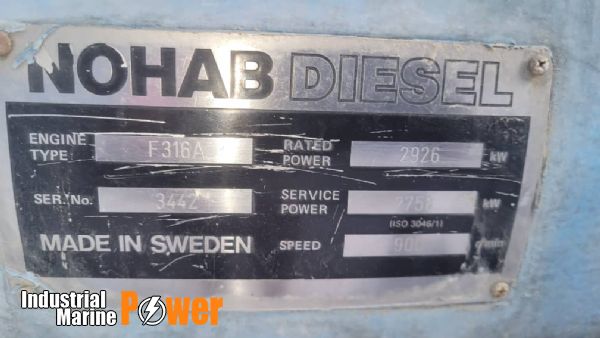 NOHAB DIESEL
ENGINE TYPE F316A RATED POWER 2926 kW
SER. No. 3442 SERVICE POWER kW
(ISO 3046/1)
MADE IN SWEDEN SPEED r/min
Industrial Marine Power